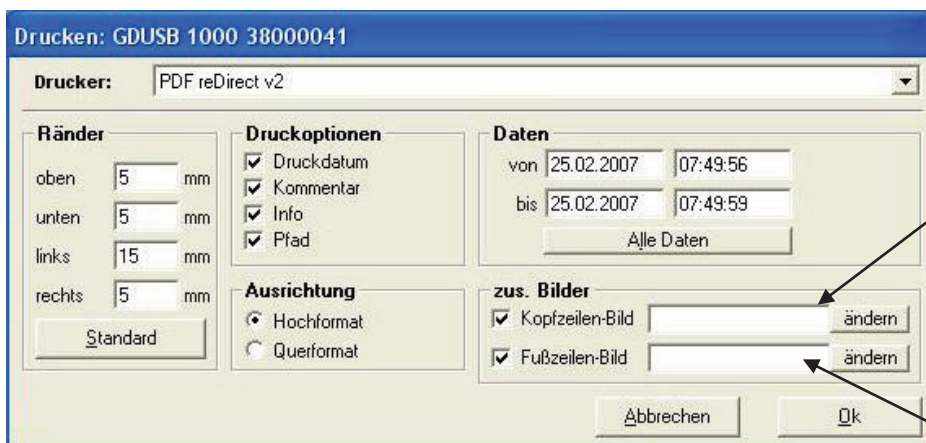 Drucken: GDUSB 1000 38000041
Drucker: PDF reDirect v2
Ränder
oben 5 mm
unten 5 mm
links 15 mm
rechts 5 mm
Standard
Druckoptionen
Druckdatum
Kommentar
Info
Pfad
Ausrichtung
Hochformat
Querformat
Daten
von 25.02.2007 07:49:56
bis 25.02.2007 07:49:59
Alle Daten
zus. Bilder
Kopfzeilen-Bild ändern
Fußzeilen-Bild ändern
Abbrechen Ok